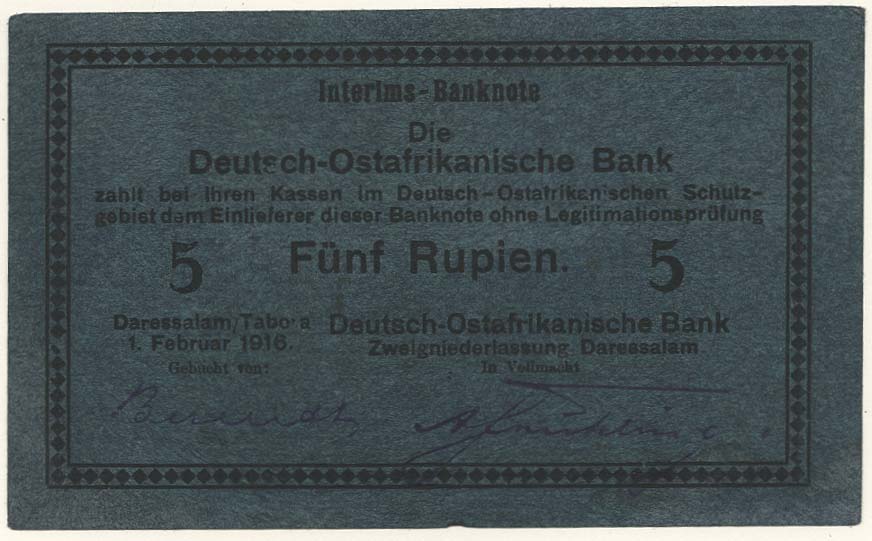 Interims-Banknote
Die
Deutsch-Ostafrikanische Bank
zahlt bei Ihren Kassen im Deutsch-Ostafrikanischen Schutz-
gebiet dem Einlieferer dieser Banknote ohne Legitimationsprüfung
5 Fünf Rupien. 5
Daressalam/Tabora Deutsch-Ostafrikanische Bank
1. Februar 1916. Zweigniederlassung Daressalam
Gebucht von: In Vollmacht
Berendt